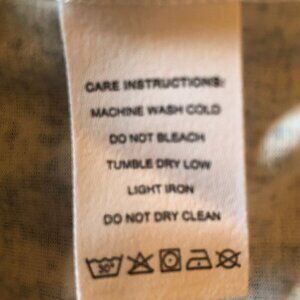 CARE INSTRUCTIONS:
MACHINE WASH COLD
DO NOT BLEACH
TUMBLE DRY LOW
LIGHT IRON
DO NOT DRY CLEAN
30°